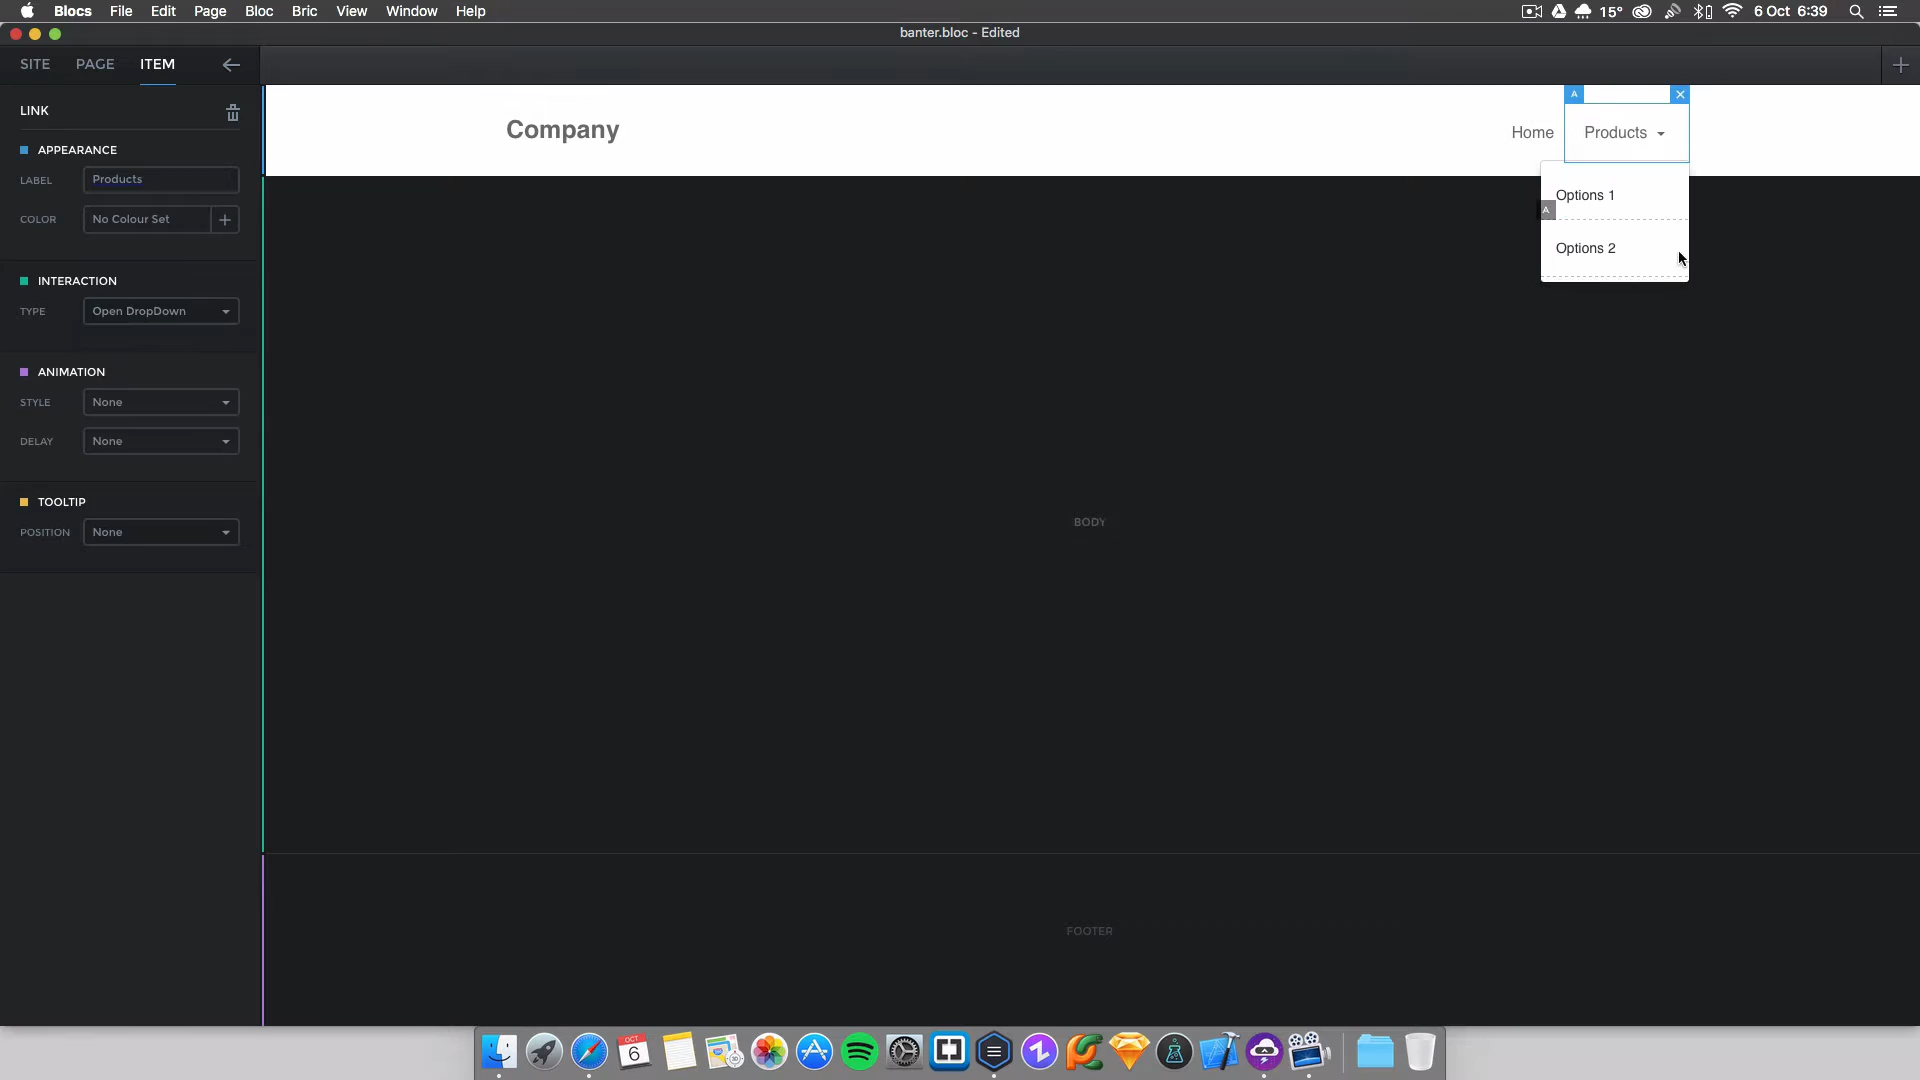 Blocs File Edit Page Bloc Bric View Window Help 15° 6 Oct 6:39
banter.bloc - Edited
SITE PAGE ITEM
LINK
APPEARANCE
LABEL Products
COLOR No Colour Set
INTERACTION
TYPE Open DropDown
ANIMATION
STYLE None
DELAY None
TOOLTIP
POSITION None
Company
A
Home Products
Options 1
A
Options 2
BODY
FOOTER
OCT
6